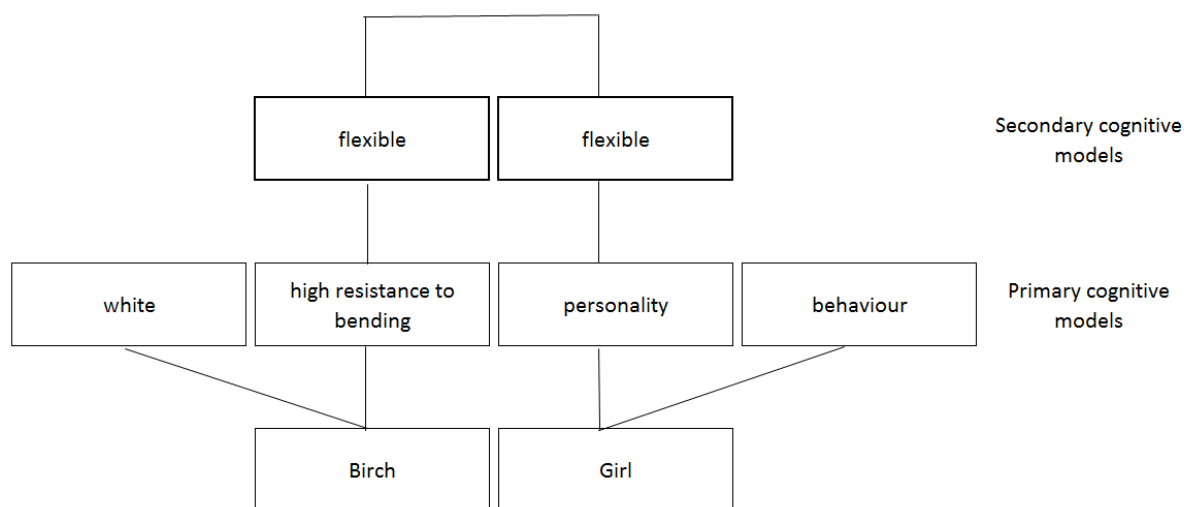 flexible
flexible
Secondary cognitive
models
white
high resistance to
bending
personality
behaviour
Primary cognitive
models
Birch
Girl